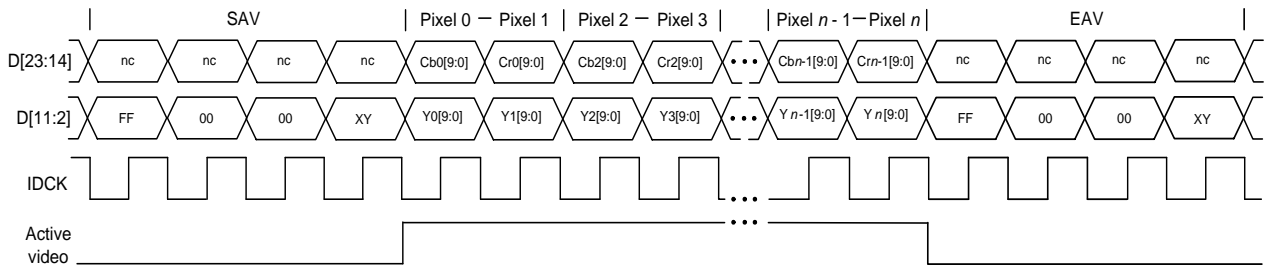 SAV Pixel 0 — Pixel 1 Pixel 2 — Pixel 3 Pixel n - 1 — Pixel n EAV
D[23:14] nc nc nc nc Cb0[9:0] Cr0[9:0] Cb2[9:0] Cr2[9:0] ••• Cbn-1[9:0] Crn-1[9:0] nc nc nc nc
D[11:2] FF 00 00 XY Y0[9:0] Y1[9:0] Y2[9:0] Y3[9:0] ••• Y n-1[9:0] Y n[9:0] FF 00 00 XY
IDCK •••
Active •••
video